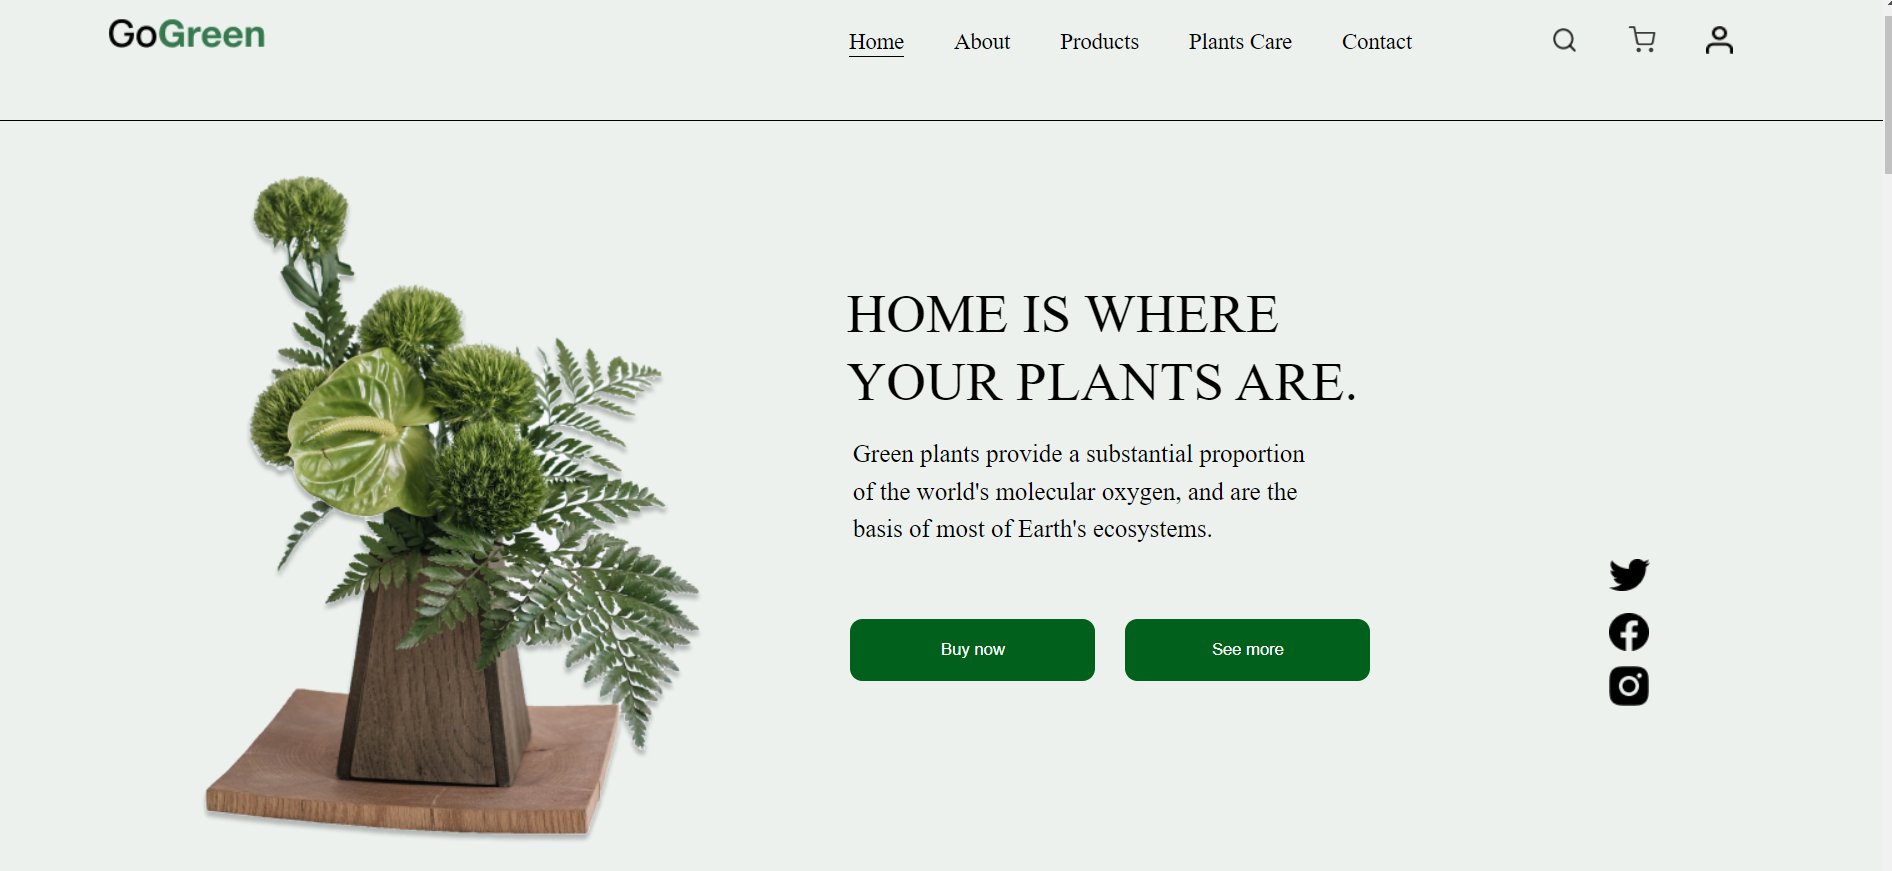 GoGreen
Home About Products Plants Care Contact
HOME IS WHERE
YOUR PLANTS ARE.
Green plants provide a substantial proportion
of the world's molecular oxygen, and are the
basis of most of Earth's ecosystems.
Buy now See more